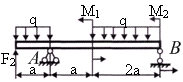 q M₁ q M₂
F₂ A B
a a 2a